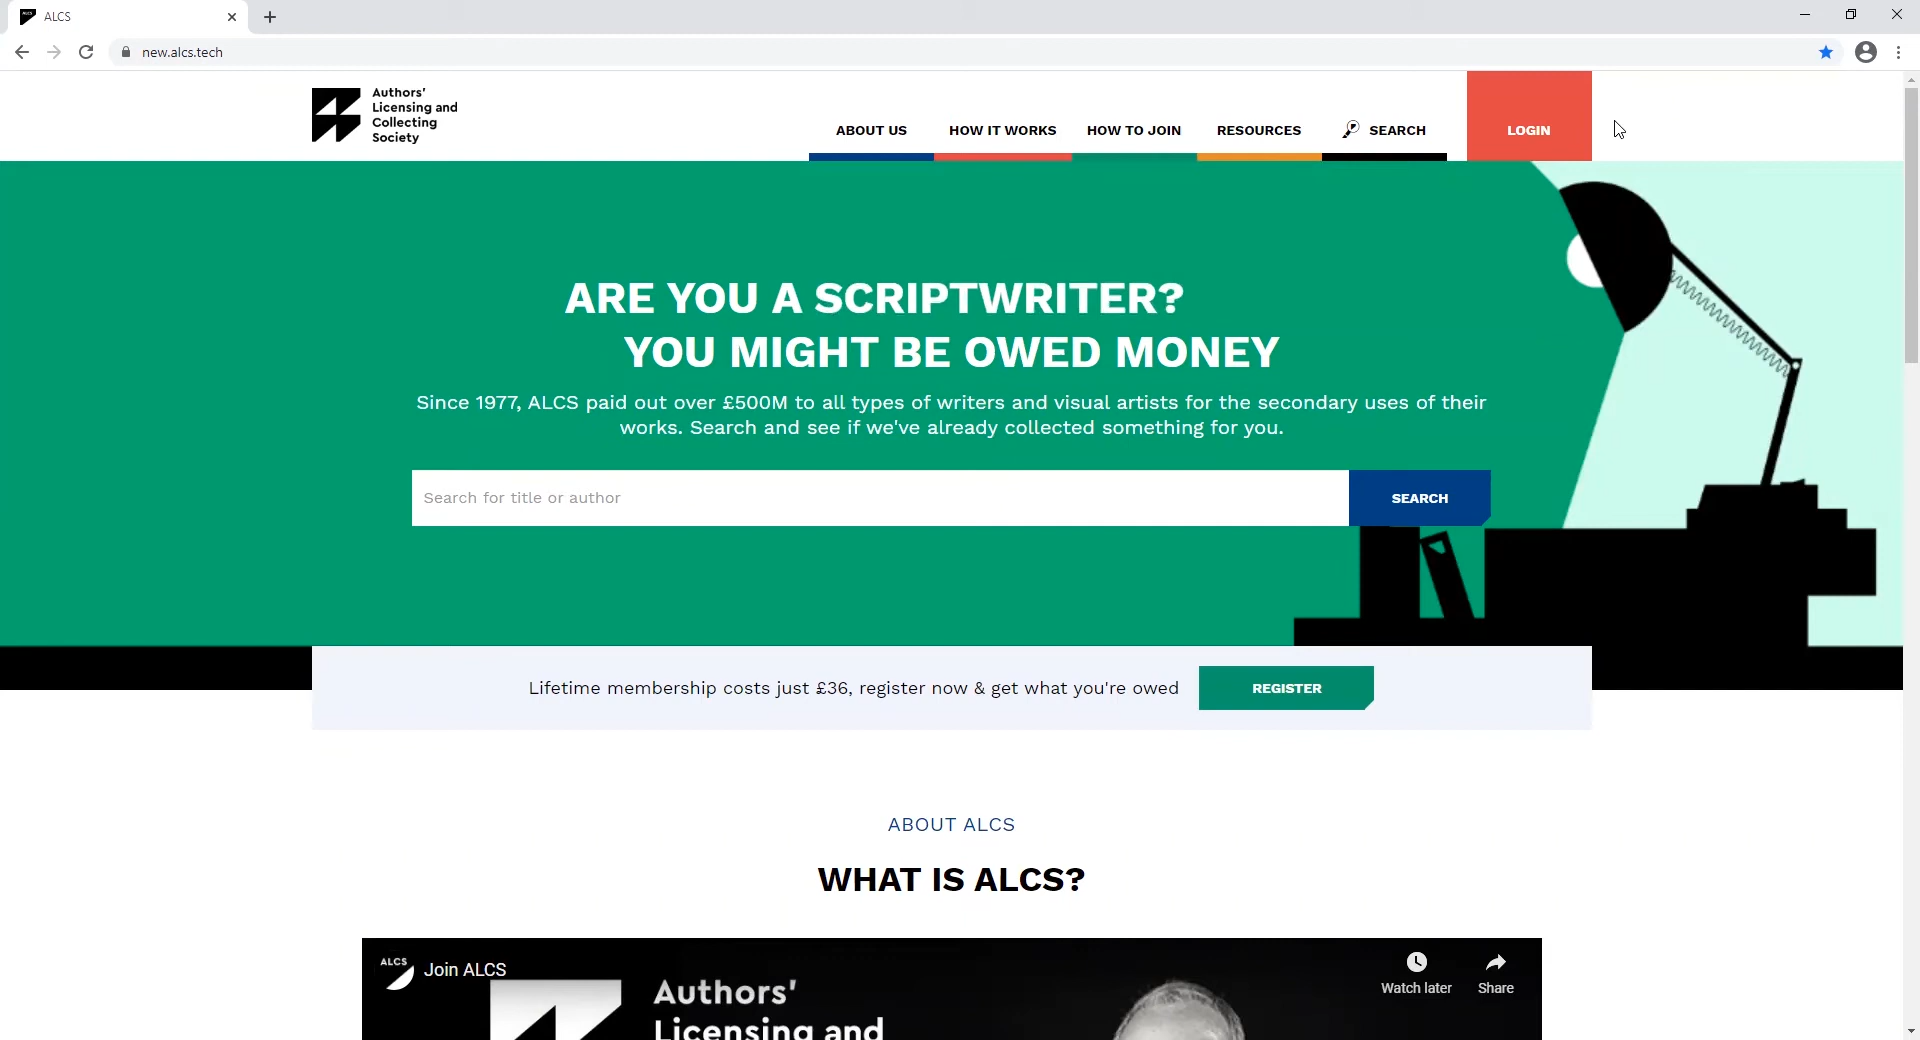 ALCS
new.alcs.tech
Authors'
Licensing and
Collecting
Society
ABOUT US
HOW IT WORKS
HOW TO JOIN
RESOURCES
SEARCH
LOGIN
ARE YOU A SCRIPTWRITER?
YOU MIGHT BE OWED MONEY
Since 1977, ALCS paid out over £500M to all types of writers and visual artists for the secondary uses of their
works. Search and see if we've already collected something for you.
Search for title or author
SEARCH
Lifetime membership costs just £36, register now & get what you're owed
REGISTER
ABOUT ALCS
WHAT IS ALCS?
ALCS
Join ALCS
Watch later
Share
Authors'
Licensing and